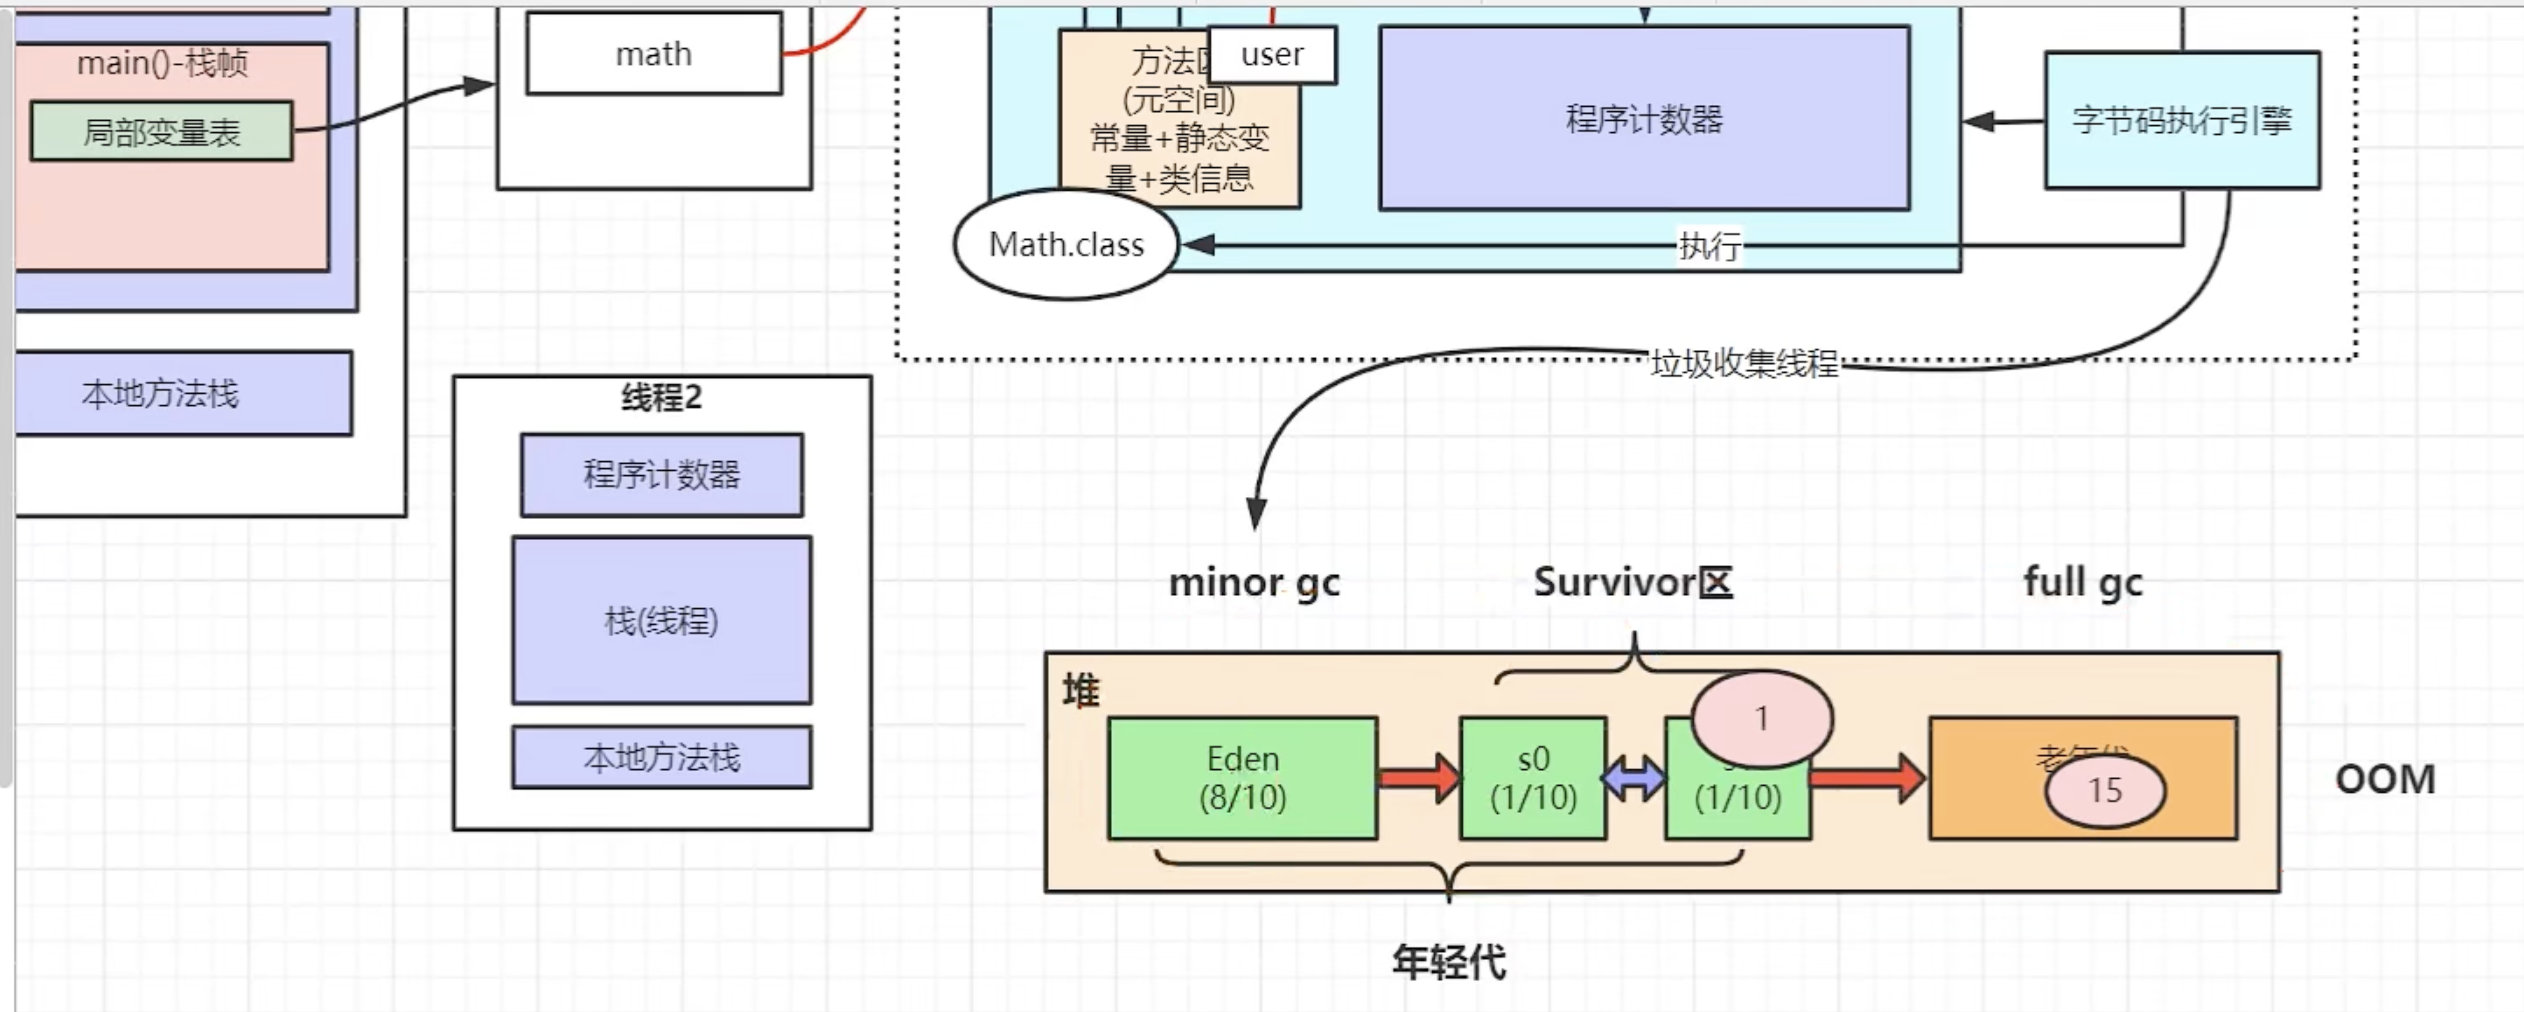 main()-栈帧
局部变量表
本地方法栈
math
线程2
程序计数器
栈(线程)
本地方法栈
方法
user
(元空间)
常量+静态变
量+类信息
Math.class
程序计数器
字节码执行引擎
执行
垃圾收集线程
minor gc
Survivor区
full gc
堆
Eden
(8/10)
s0
(1/10)
1
(1/10)
15
OOM
年轻代